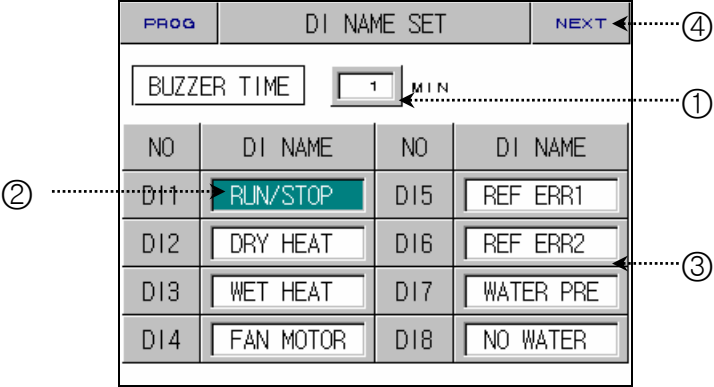 PROG DI NAME SET NEXT ④
BUZZER TIME 1 MIN
①
NO DI NAME NO DI NAME
② DI1 RUN/STOP DI5 REF ERR1
DI2 DRY HEAT DI6 REF ERR2
③
DI3 WET HEAT DI7 WATER PRE
DI4 FAN MOTOR DI8 NO WATER